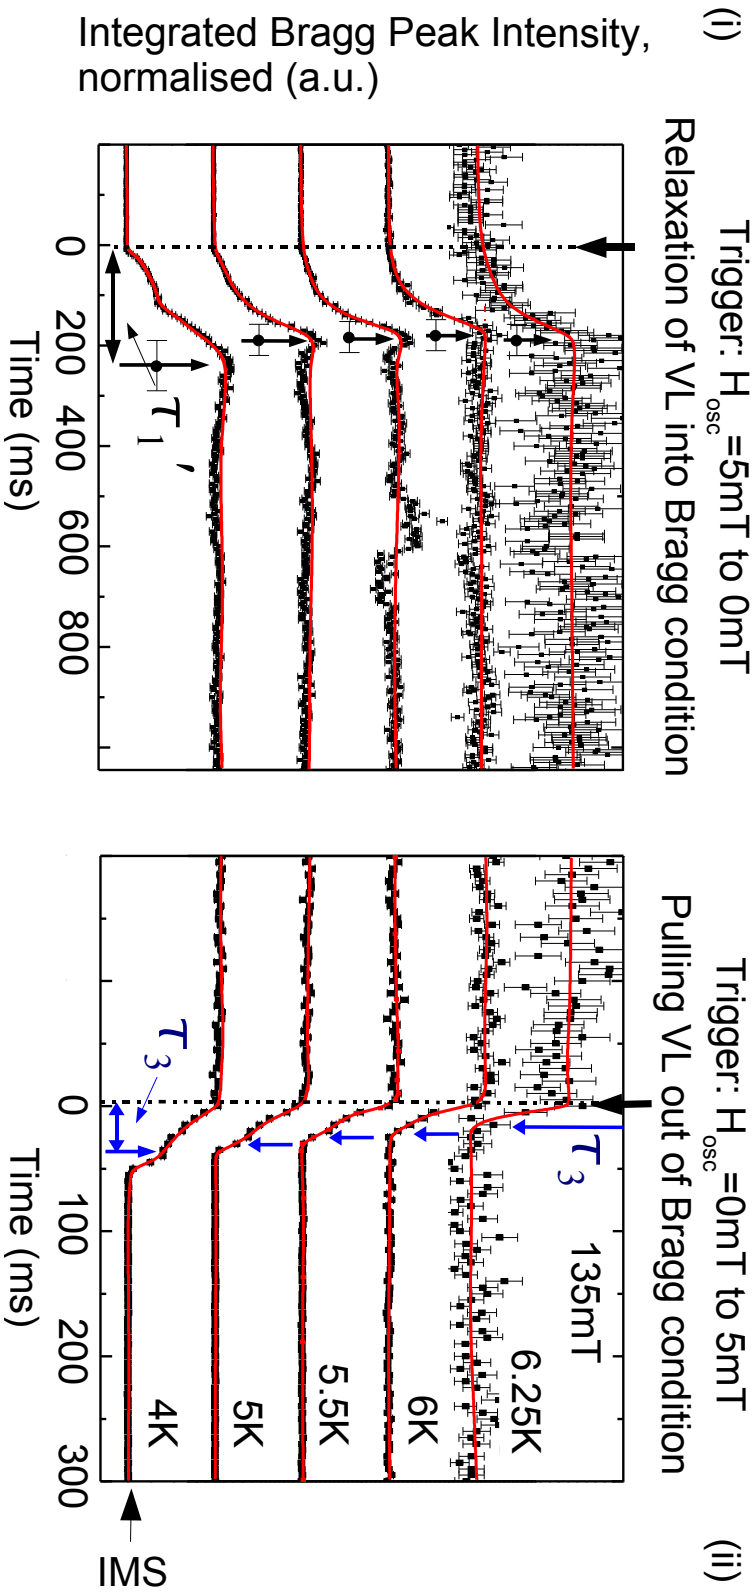 (i)
Trigger: H osc =5mT to 0mT
Relaxation of VL into Bragg condition
Integrated Bragg Peak Intensity,
normalised (a.u.)
τ1 '
0 200 400 600 800
Time (ms)
(ii)
Trigger: H osc =0mT to 5mT
Pulling VL out of Bragg condition
τ3
135mT
6.25K
6K
5.5K
5K
4K
τ3
IMS
0 100 200 300
Time (ms)